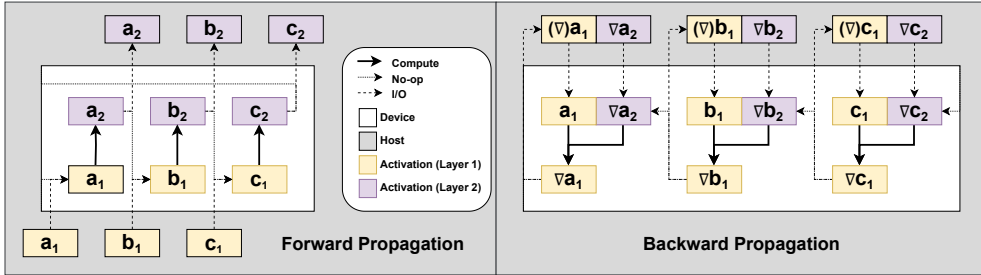 a2 b2 c2
a2 b2 c2
a1 b1 c1
a1 b1 c1
Forward Propagation
Compute
No-op
I/O
Device
Host
Activation (Layer 1)
Activation (Layer 2)
(∇)a1 ∇a2 (∇)b1 ∇b2 (∇)c1 ∇c2
a1 ∇a2 b1 ∇b2 c1 ∇c2
∇a1 ∇b1 ∇c1
Backward Propagation